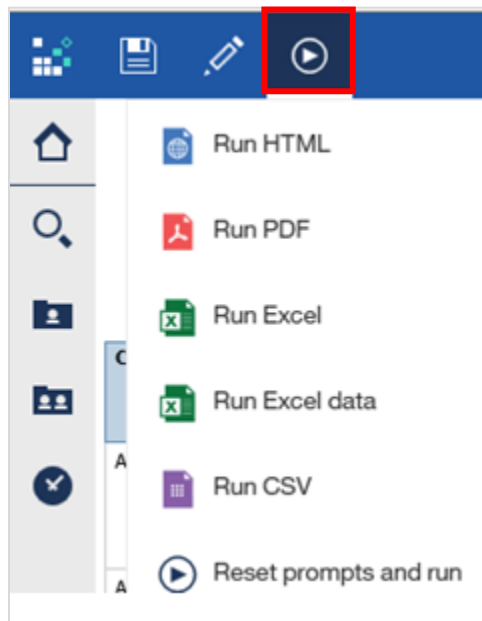 Run HTML
Run PDF
Run Excel
C
Run Excel data
A
Run CSV
Reset prompts and run
A